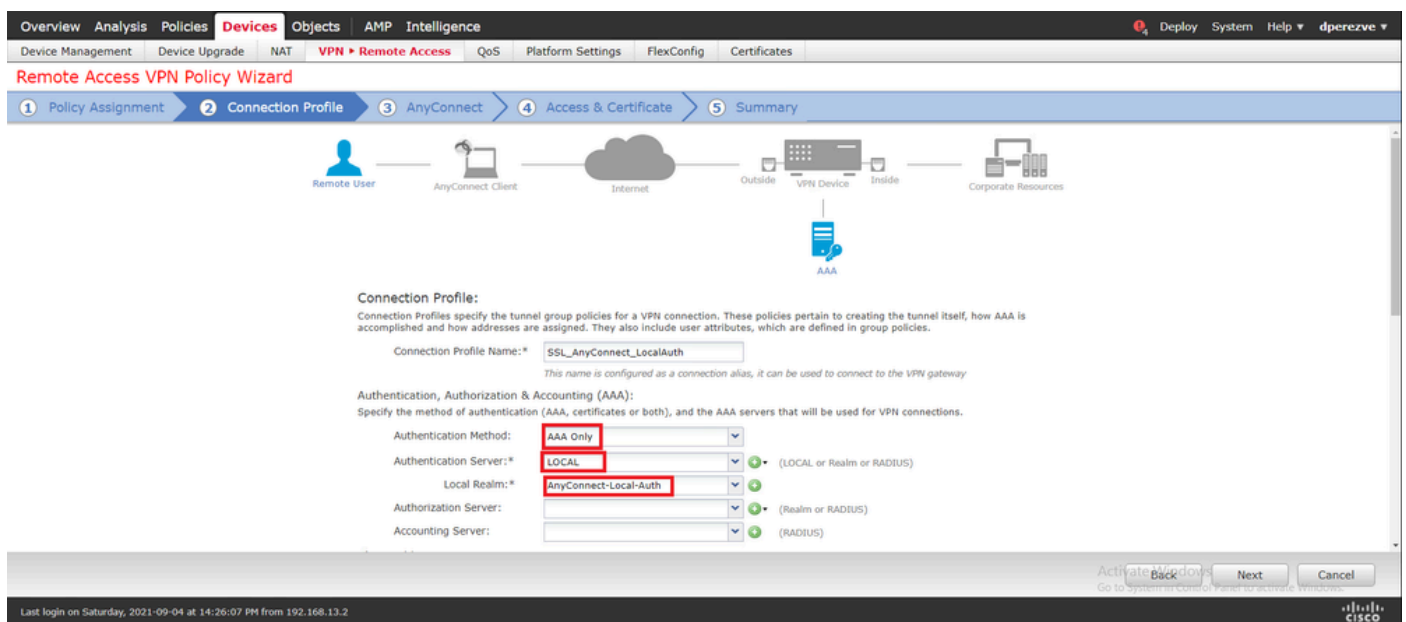 Overview Analysis Policies Devices Objects AMP Intelligence 4 Deploy System Help ▾ dperezve ▾
Device Management Device Upgrade NAT VPN ▸ Remote Access QoS Platform Settings FlexConfig Certificates
Remote Access VPN Policy Wizard
1 Policy Assignment 2 Connection Profile 3 AnyConnect 4 Access & Certificate 5 Summary
Remote User AnyConnect Client Internet Outside VPN Device Inside Corporate Resources
AAA
Connection Profile:
Connection Profiles specify the tunnel group policies for a VPN connection. These policies pertain to creating the tunnel itself, how AAA is
accomplished and how addresses are assigned. They also include user attributes, which are defined in group policies.
Connection Profile Name:* SSL_AnyConnect_LocalAuth
This name is configured as a connection alias, it can be used to connect to the VPN gateway
Authentication, Authorization & Accounting (AAA):
Specify the method of authentication (AAA, certificates or both), and the AAA servers that will be used for VPN connections.
Authentication Method: AAA Only
Authentication Server:* LOCAL (LOCAL or Realm or RADIUS)
Local Realm:* AnyConnect-Local-Auth
Authorization Server: (Realm or RADIUS)
Accounting Server: (RADIUS)
Activate Windows
Back Next Cancel
Go to System in Control Panel to activate Windows.
Last login on Saturday, 2021-09-04 at 14:26:07 PM from 192.168.13.2
CISCO